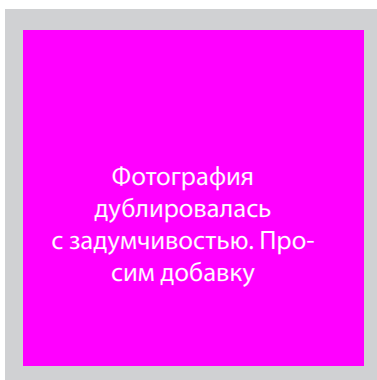 Фотография
дублировалась
с задумчивостью. Про-
сим добавку